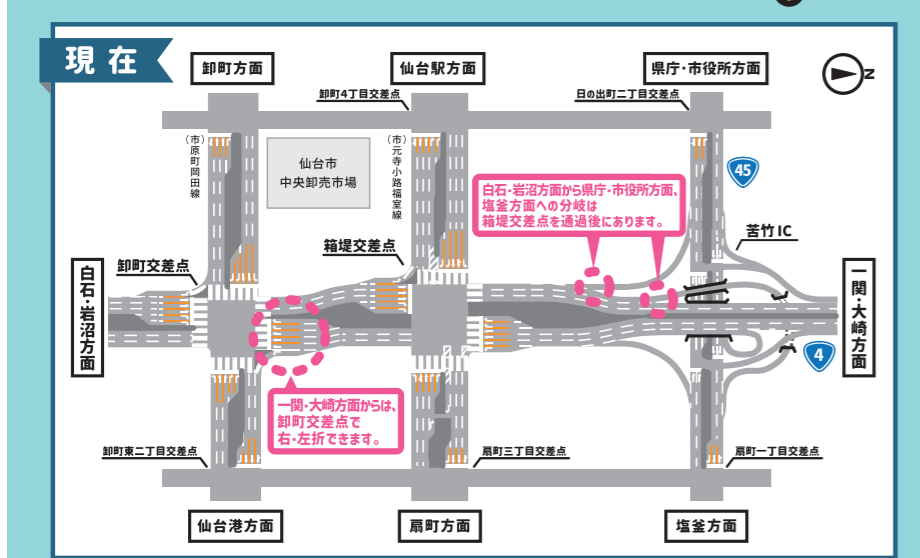 現在
卸町方面
仙台駅方面
県庁・市役所方面
N
卸町4丁目交差点
日の出町二丁目交差点
(市)原町岡田線
仙台市
中央卸売市場
(市)元寺小路福室線
45
白石・岩沼方面から県庁・市役所方面、
塩釜方面への分岐は
箱堤交差点を通過後にあります。
苦竹IC
箱堤交差点
卸町交差点
白石・岩沼方面
一関・大崎方面
4
一関・大崎方面からは、
卸町交差点で
右・左折できます。
卸町東二丁目交差点
扇町三丁目交差点
扇町一丁目交差点
仙台港方面
扇町方面
塩釜方面